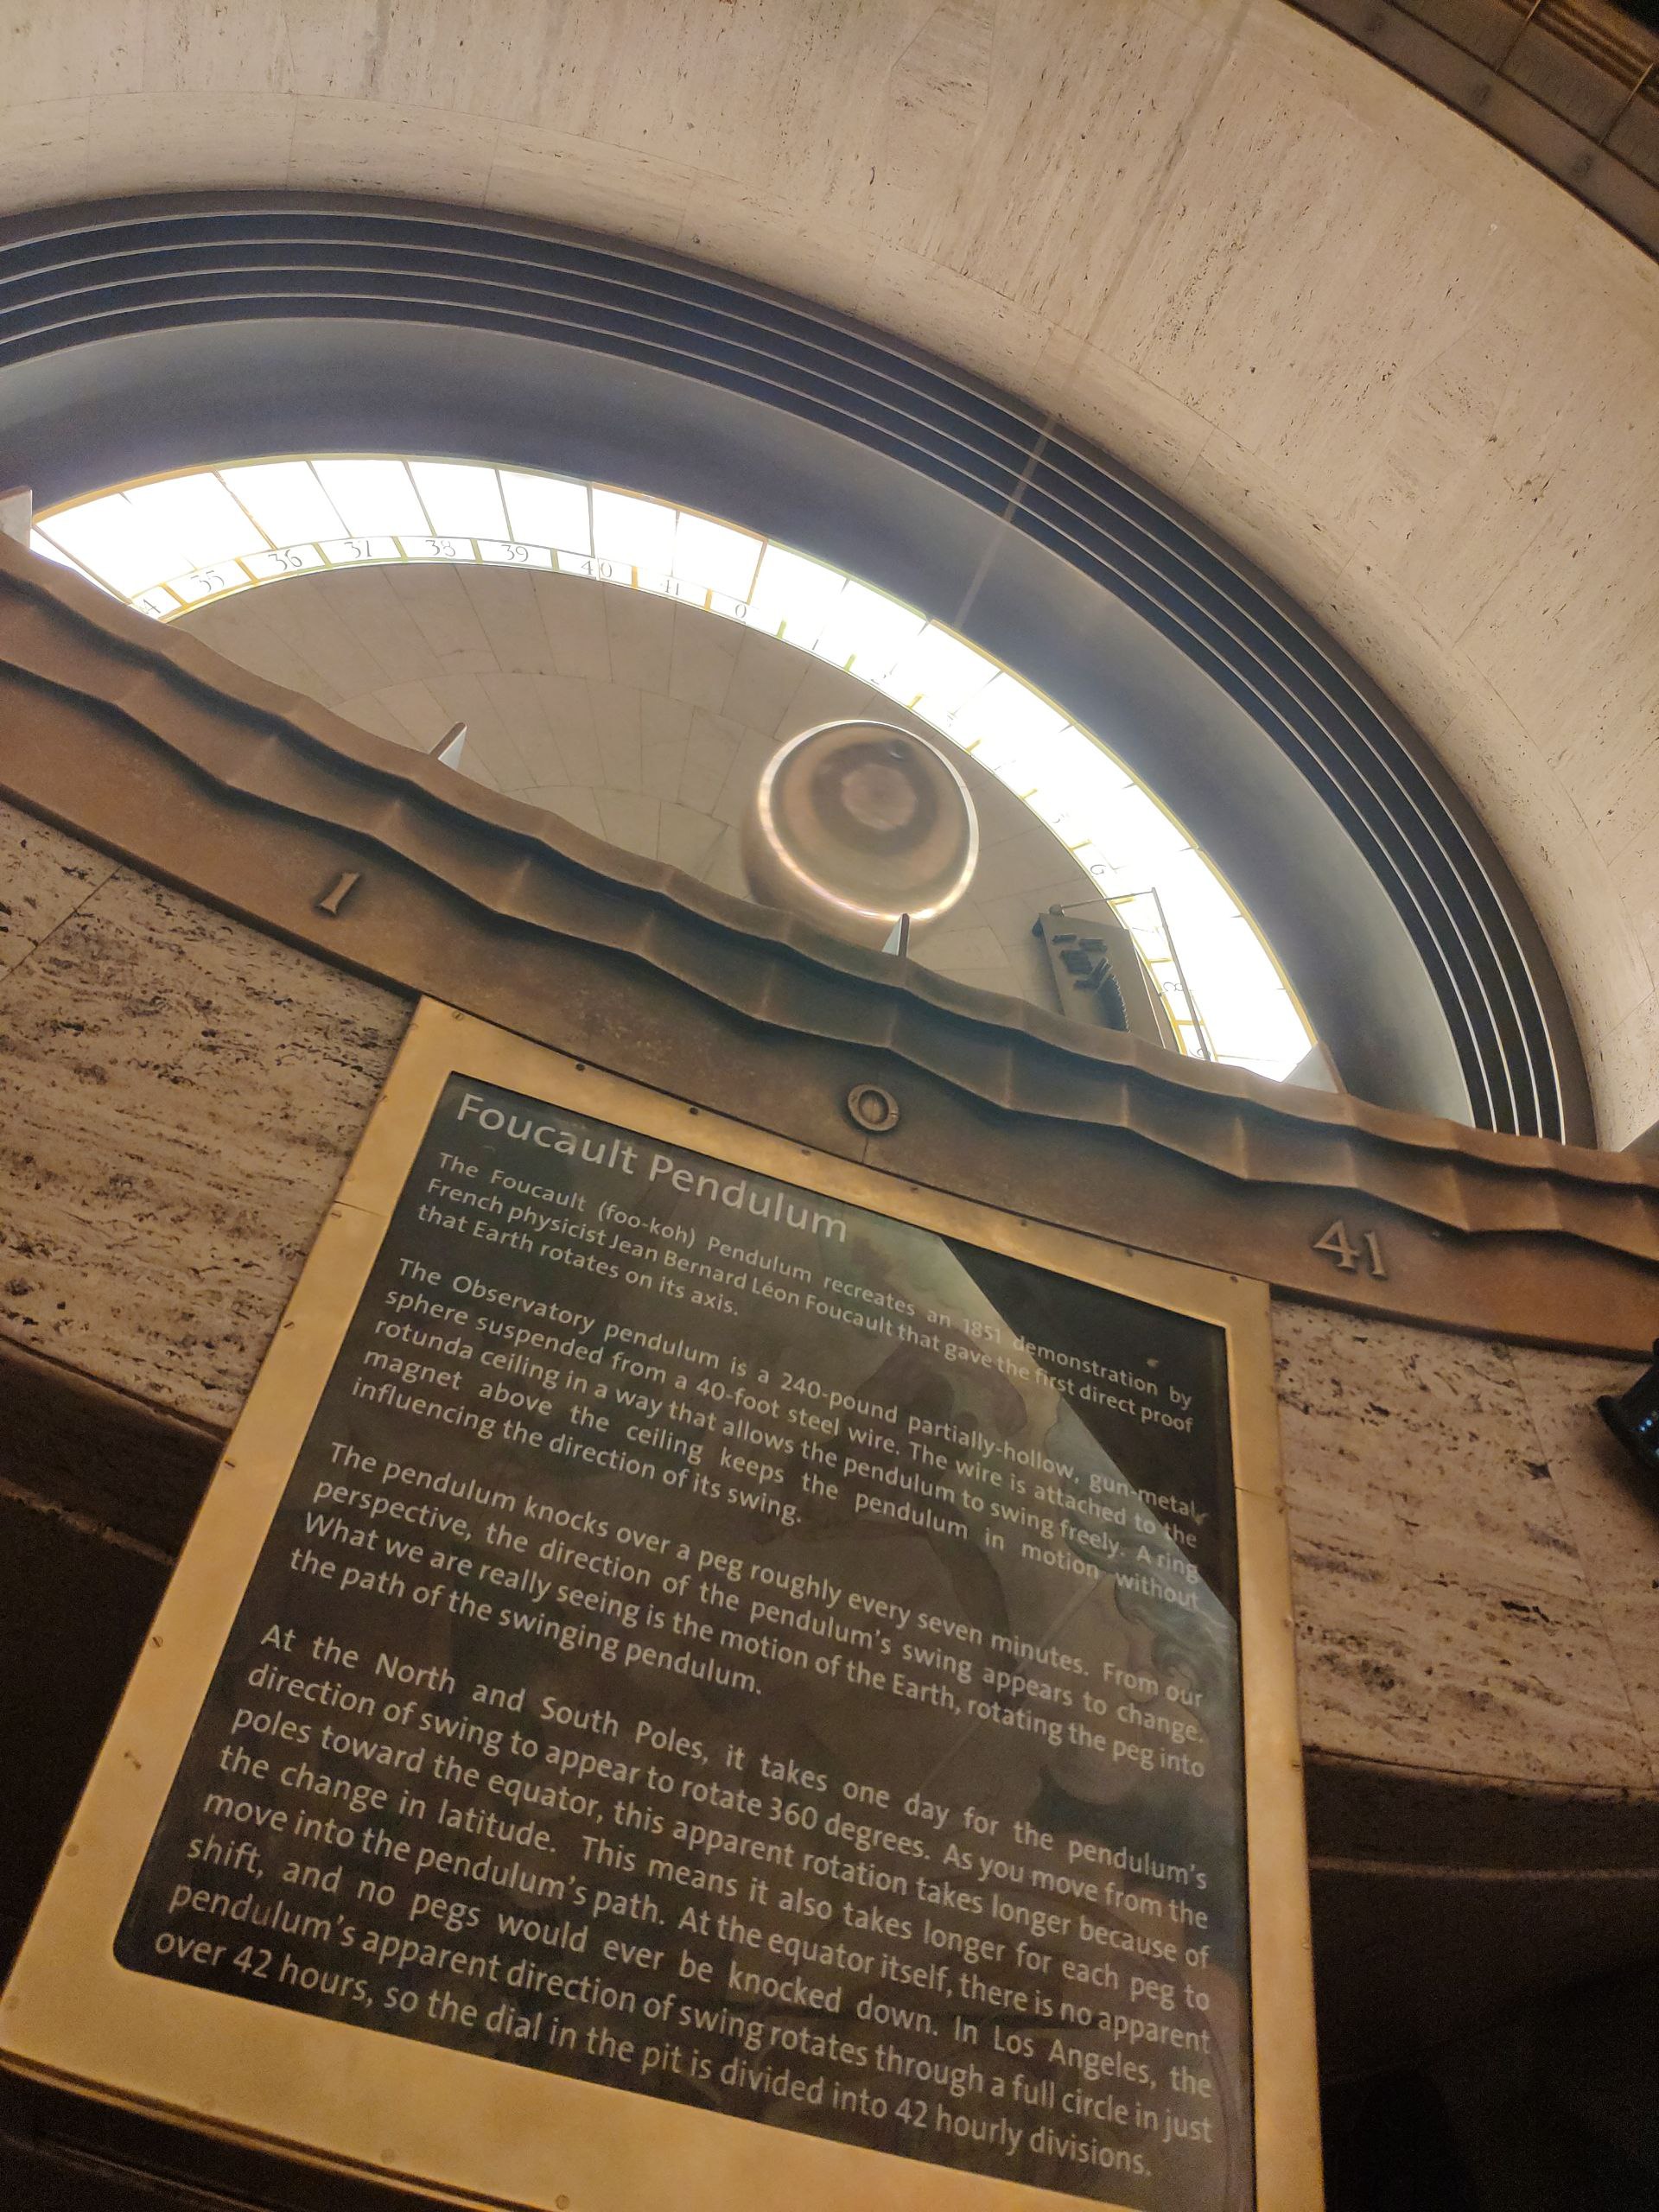 34 35 36 37 38 39 40 41 0 1 2
5
6
1 0 41
Foucault Pendulum
The Foucault (foo-koh) Pendulum recreates an 1851 demonstration by
French physicist Jean Bernard Léon Foucault that gave the first direct proof
that Earth rotates on its axis.
The Observatory pendulum is a 240-pound partially-hollow, gun-metal
sphere suspended from a 40-foot steel wire. The wire is attached to the
rotunda ceiling in a way that allows the pendulum to swing freely. A ring
magnet above the ceiling keeps the pendulum in motion without
influencing the direction of its swing.
The pendulum knocks over a peg roughly every seven minutes. From our
perspective, the direction of the pendulum's swing appears to change.
What we are really seeing is the motion of the Earth, rotating the peg into
the path of the swinging pendulum.
At the North and South Poles, it takes one day for the pendulum's
direction of swing to appear to rotate 360 degrees. As you move from the
poles toward the equator, this apparent rotation takes longer because of
the change in latitude. This means it also takes longer for each peg to
move into the pendulum's path. At the equator itself, there is no apparent
shift, and no pegs would ever be knocked down. In Los Angeles, the
pendulum's apparent direction of swing rotates through a full circle in just
over 42 hours, so the dial in the pit is divided into 42 hourly divisions.